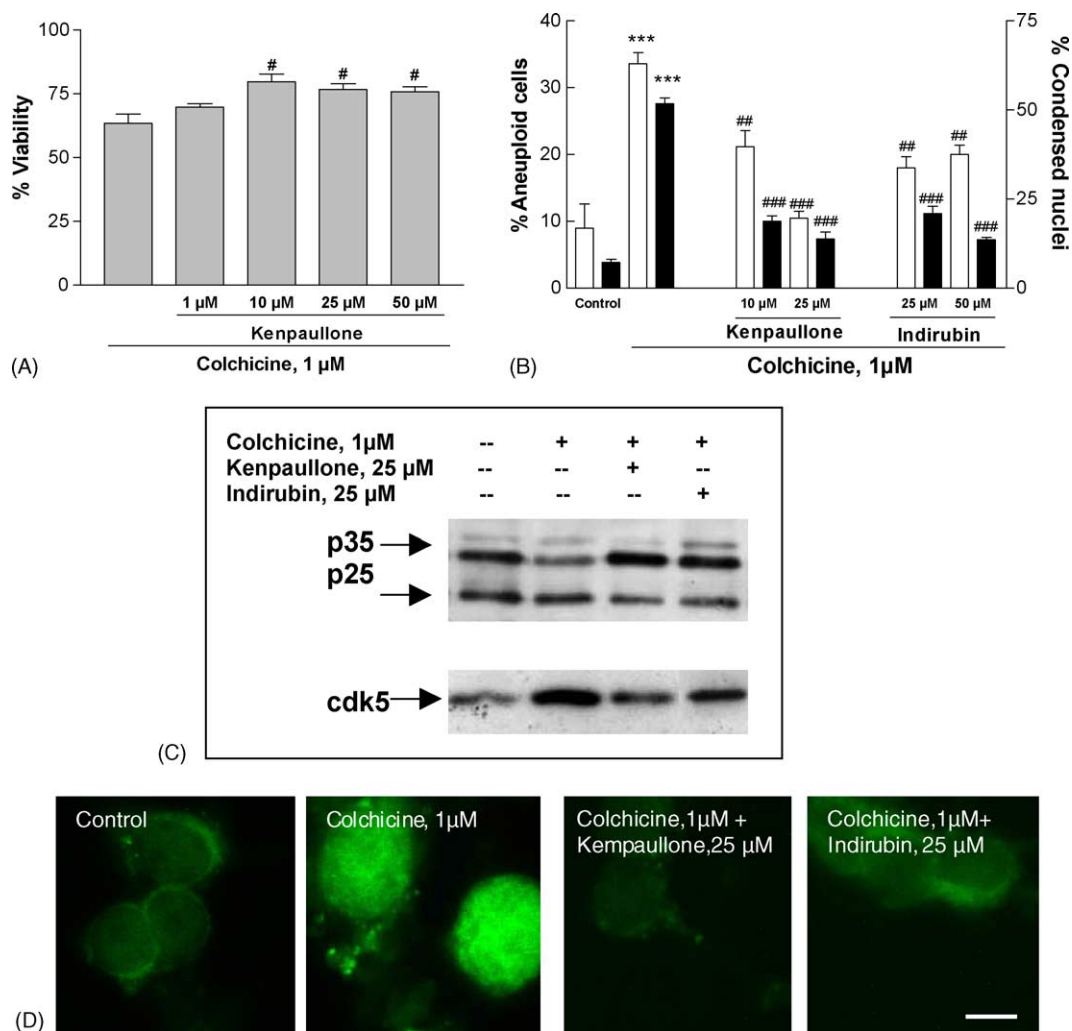 100
75
50
25
0
% Viability
# # #
1 µM 10 µM 25 µM 50 µM
Kenpaullone
Colchicine, 1 µM
(A)
40
30
20
10
0
% Aneuploid cells
*** ***
## ### ### ###
## ### ## ###
75
50
25
0
% Condensed nuclei
Control
10 µM 25 µM 25 µM 50 µM
Kenpaullone Indirubin
Colchicine, 1µM
(B)
Colchicine, 1µM -- + + +
Kenpaullone, 25 µM -- -- + --
Indirubin, 25 µM -- -- -- +
p35
p25
cdk5
(C)
Control
Colchicine, 1µM
Colchicine,1µM +
Kempaullone,25 µM
Colchicine,1µM+
Indirubin, 25 µM
(D)